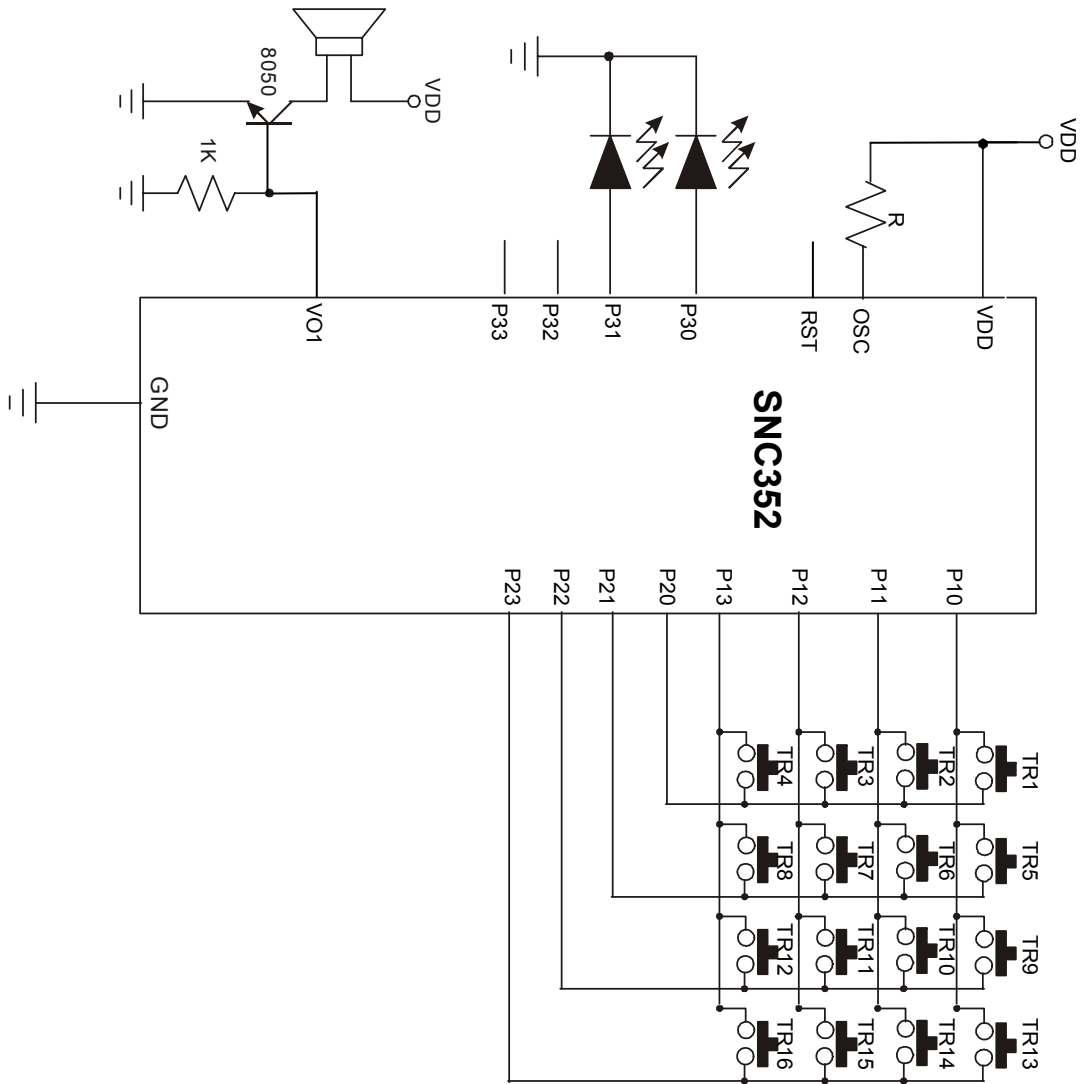 VDD
VDD
8050
1K
R
VO1
P33
P32
P31
P30
RST
OSC
VDD
GND
SNC352
P23
P22
P21
P20
P13
P12
P11
P10
TR4
TR3
TR2
TR1
TR8
TR7
TR6
TR5
TR12
TR11
TR10
TR9
TR16
TR15
TR14
TR13